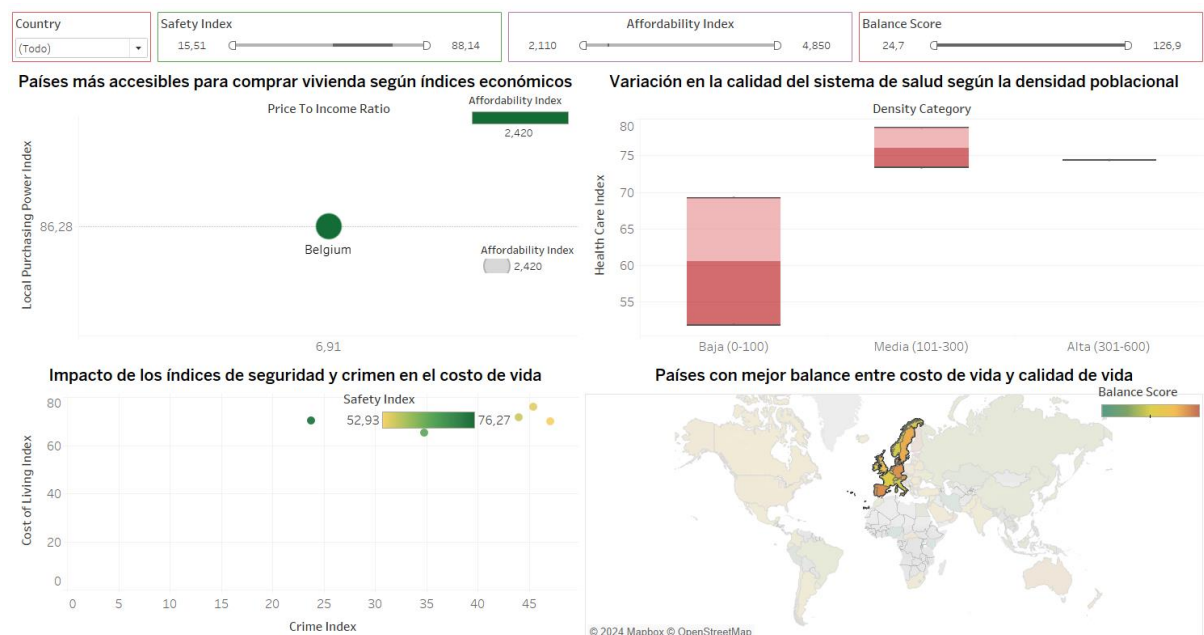 Country
(Todo)
Safety Index
15,51
88,14
Affordability Index
2,110
4,850
Balance Score
24,7
126,9
Países más accesibles para comprar vivienda según índices económicos
Price To Income Ratio
Affordability Index
2,420
Local Purchasing Power Index
86,28
Belgium
Affordability Index
2,420
6,91
Variación en la calidad del sistema de salud según la densidad poblacional
Density Category
Health Care Index
80
75
70
65
60
55
Baja (0-100)
Media (101-300)
Alta (301-600)
Impacto de los índices de seguridad y crimen en el costo de vida
Safety Index
52,93
76,27
Cost of Living Index
80
60
40
20
0
0 5 10 15 20 25 30 35 40 45
Crime Index
Países con mejor balance entre costo de vida y calidad de vida
Balance Score
© 2024 Mapbox © OpenStreetMap